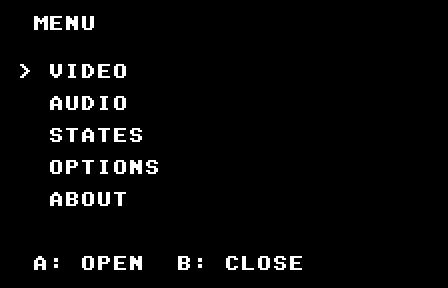 MENU
> VIDEO
AUDIO
STATES
OPTIONS
ABOUT
A: OPEN  B: CLOSE